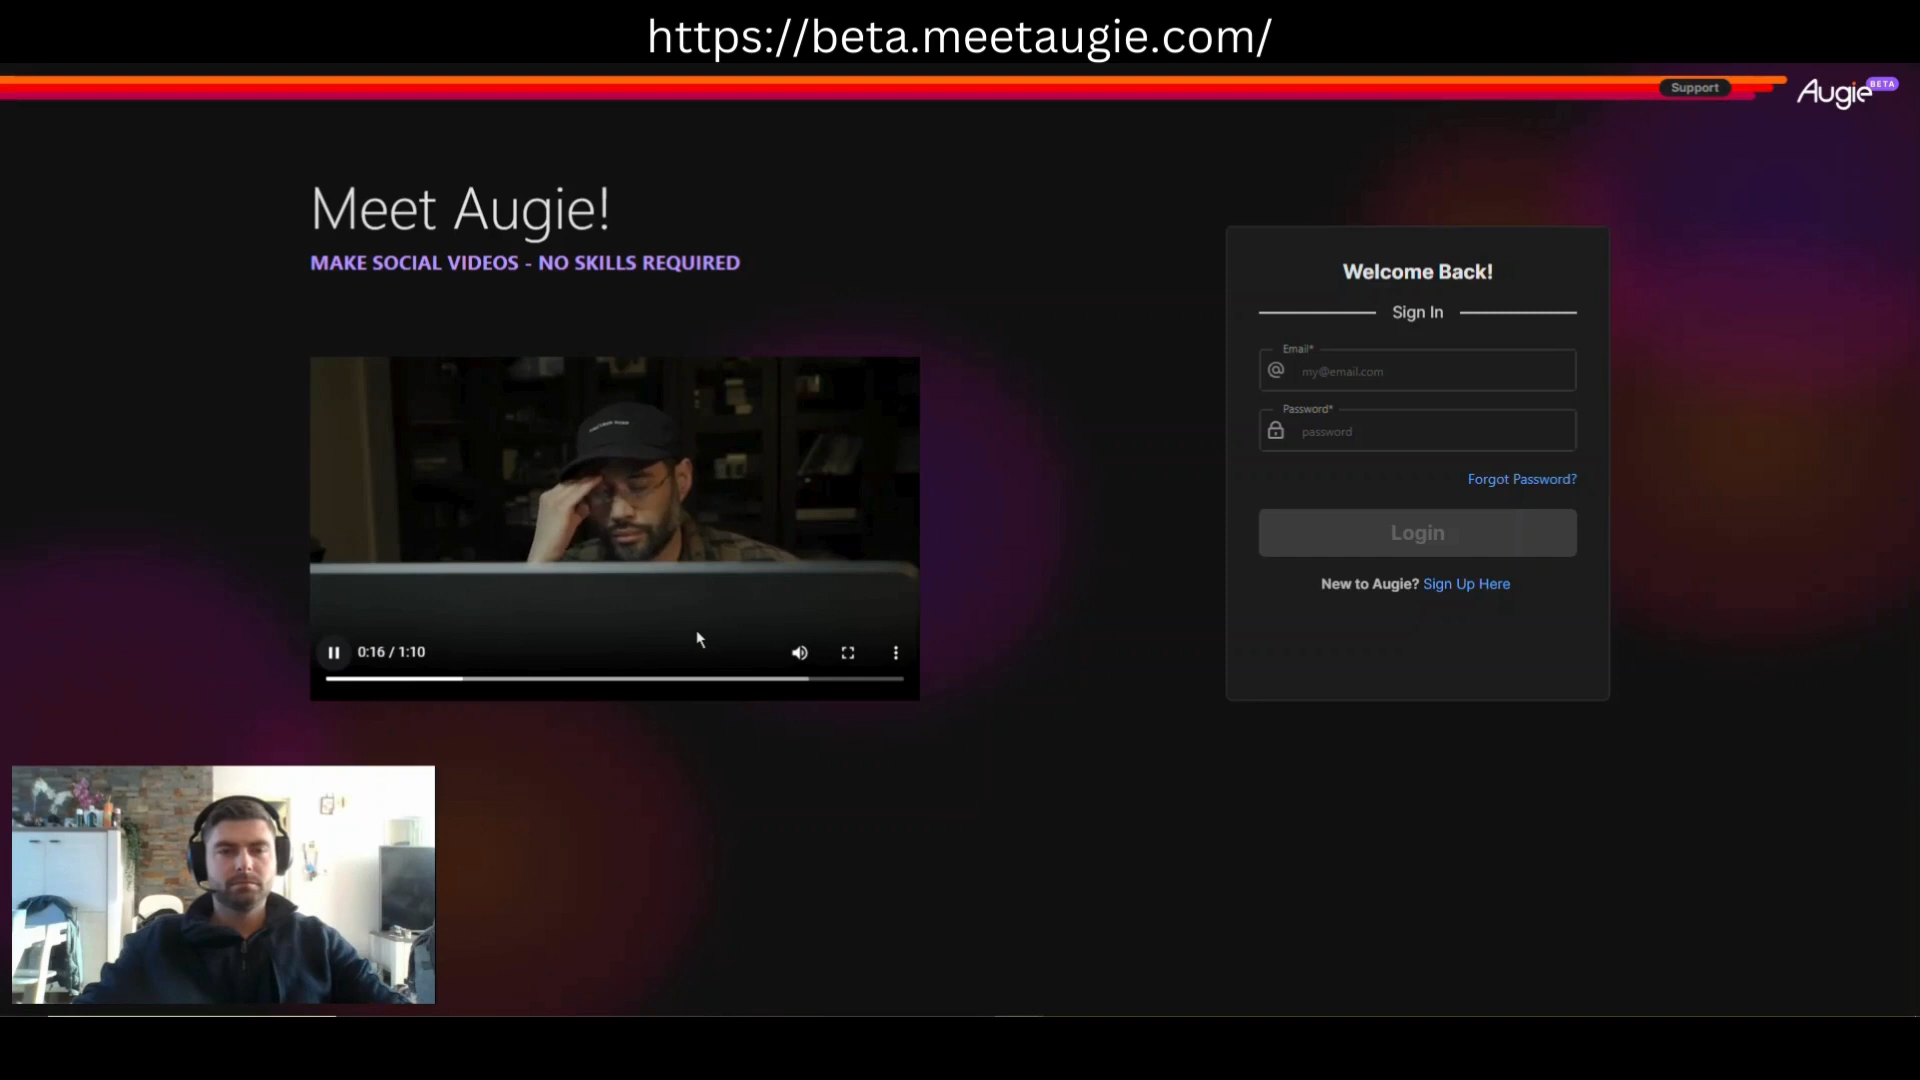 https://beta.meetaugie.com/
Support
Augie BETA
Meet Augie!
MAKE SOCIAL VIDEOS - NO SKILLS REQUIRED
Welcome Back!
Sign In
Email*
my@email.com
Password*
password
Forgot Password?
Login
New to Augie? Sign Up Here
0:16 / 1:10